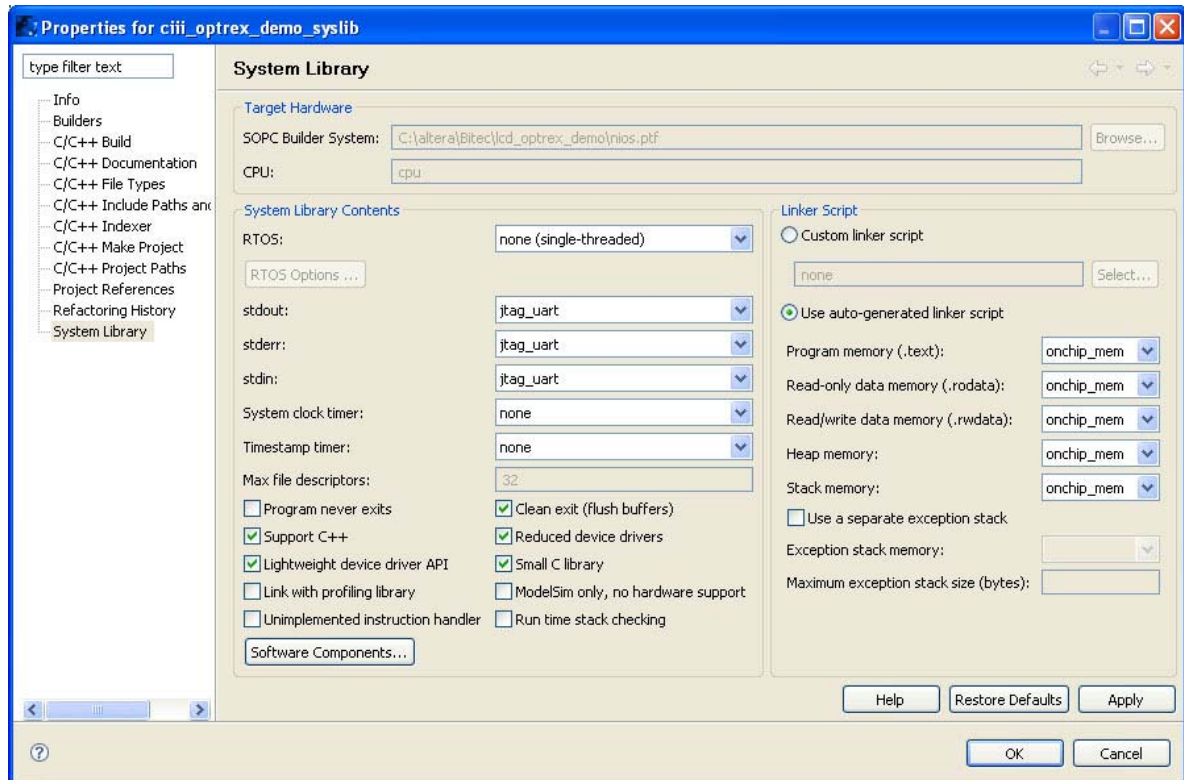 Properties for ciii_optrex_demo_syslib
type filter text
System Library
Info
Builders
C/C++ Build
C/C++ Documentation
C/C++ File Types
C/C++ Include Paths and
C/C++ Indexer
C/C++ Make Project
C/C++ Project Paths
Project References
Refactoring History
System Library
Target Hardware
SOPC Builder System: C:\altera\Bitec\lcd_optrex_demo\nios.ptf Browse...
CPU: cpu
System Library Contents
RTOS: none (single-threaded)
RTOS Options ...
stdout: jtag_uart
stderr: jtag_uart
stdin: jtag_uart
System clock timer: none
Timestamp timer: none
Max file descriptors: 32
Program never exits Clean exit (flush buffers)
Support C++ Reduced device drivers
Lightweight device driver API Small C library
Link with profiling library ModelSim only, no hardware support
Unimplemented instruction handler Run time stack checking
Software Components...
Linker Script
Custom linker script
none Select...
Use auto-generated linker script
Program memory (.text): onchip_mem
Read-only data memory (.rodata): onchip_mem
Read/write data memory (.rwdata): onchip_mem
Heap memory: onchip_mem
Stack memory: onchip_mem
Use a separate exception stack
Exception stack memory:
Maximum exception stack size (bytes):
Help Restore Defaults Apply
? OK Cancel